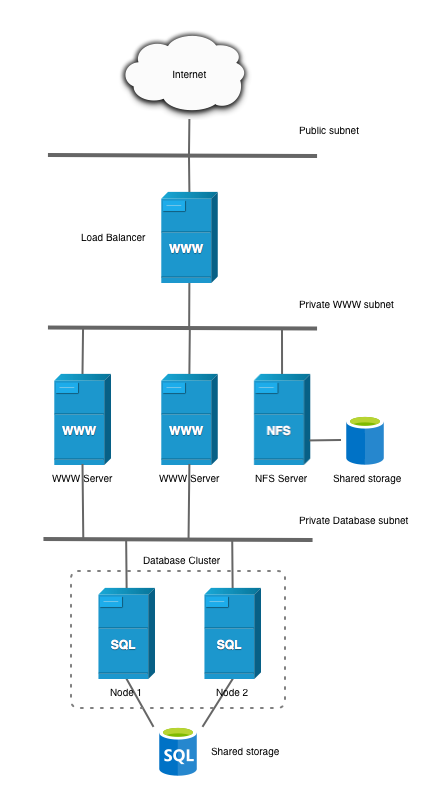 Internet
Public subnet
Load Balancer
WWW
Private WWW subnet
WWW
WWW
NFS
WWW Server
WWW Server
NFS Server
Shared storage
Private Database subnet
Database Cluster
SQL
SQL
Node 1
Node 2
SQL
Shared storage